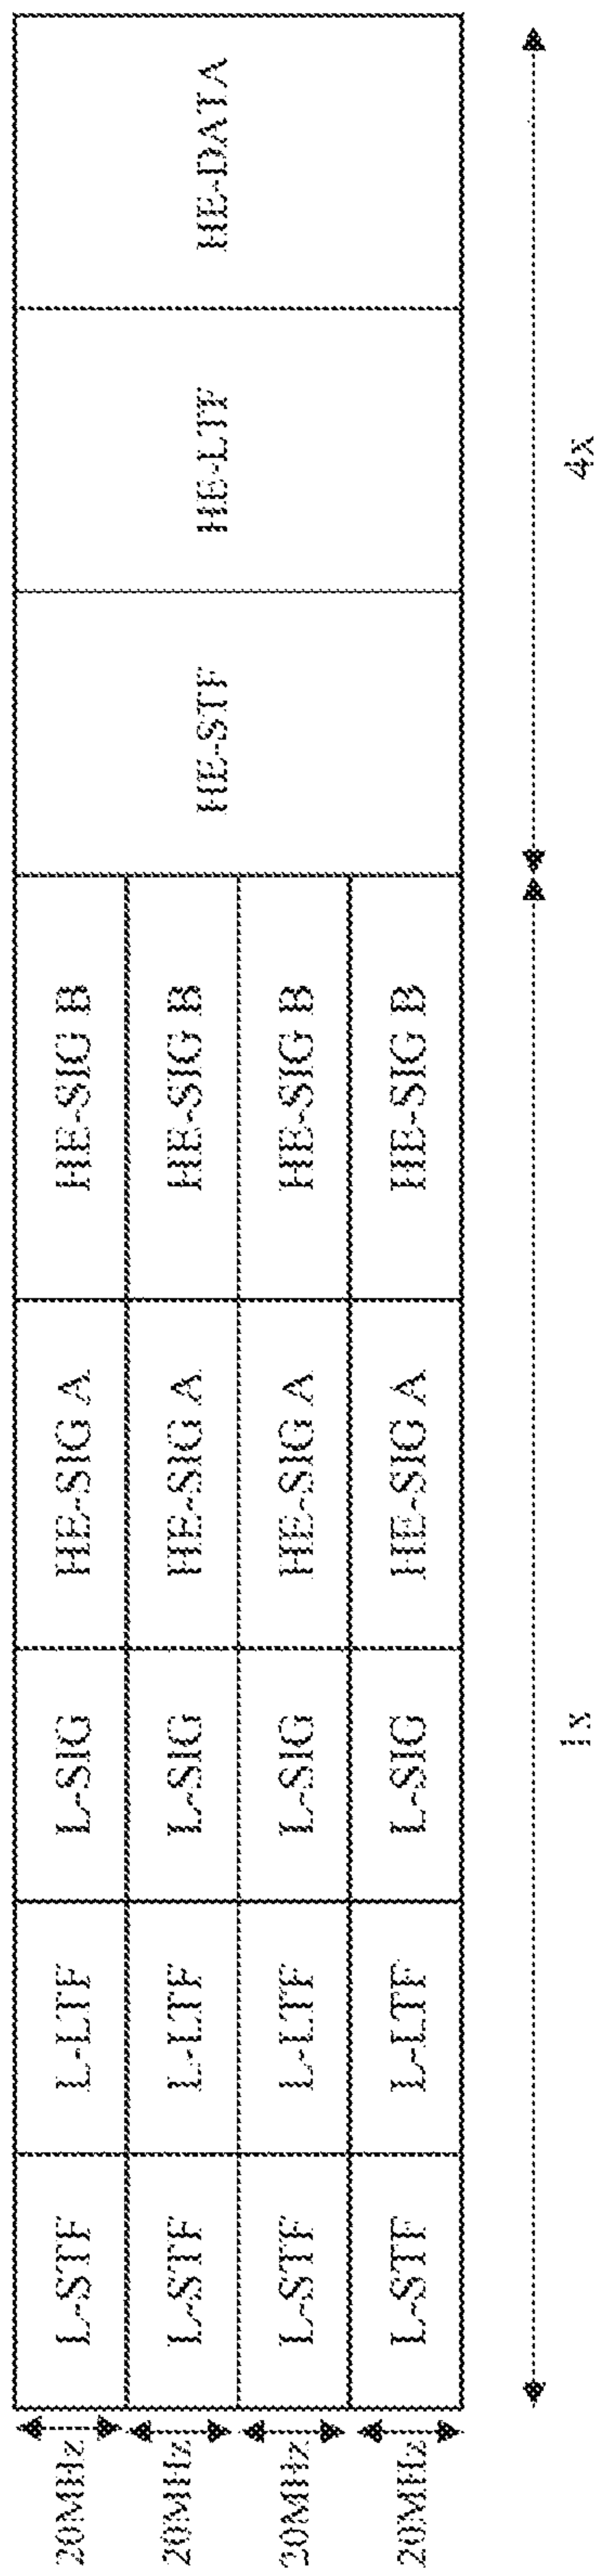 20MHz L-STF L-LTF L-SIG HE-SIG A HE-SIG B
20MHz L-STF L-LTF L-SIG HE-SIG A HE-SIG B HE-STF HE-LTF HE-DATA
20MHz L-STF L-LTF L-SIG HE-SIG A HE-SIG B
20MHz L-STF L-LTF L-SIG HE-SIG A HE-SIG B
1x 4x